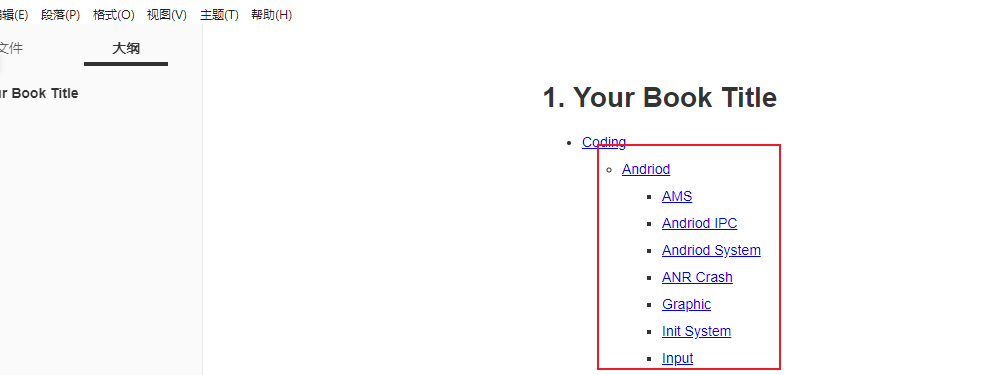 辑(E) 段落(P) 格式(O) 视图(V) 主题(T) 帮助(H)
文件 大纲
r Book Title
1. Your Book Title
Coding
Andriod
AMS
Andriod IPC
Andriod System
ANR Crash
Graphic
Init System
Input